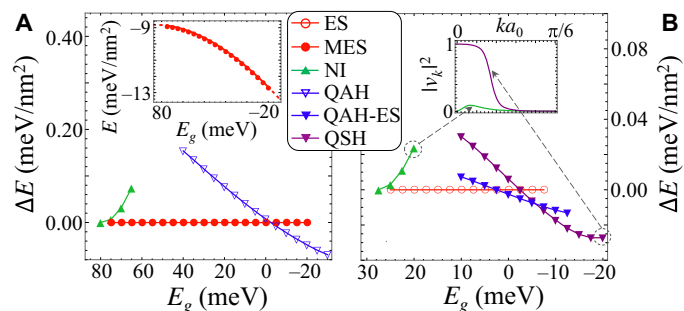 A
ΔE (meV/nm²)
0.40
0.20
0.00
80 60 40 20 0 −20
E_g (meV)
E (meV/nm²)
−9
−13
80 −20
E_g (meV)
ES
MES
NI
QAH
QAH-ES
QSH
B
0 ka₀ π/6
|v_k|²
1
0
0.08
0.04
0.00
ΔE (meV/nm²)
30 20 10 0 −10 −20
E_g (meV)